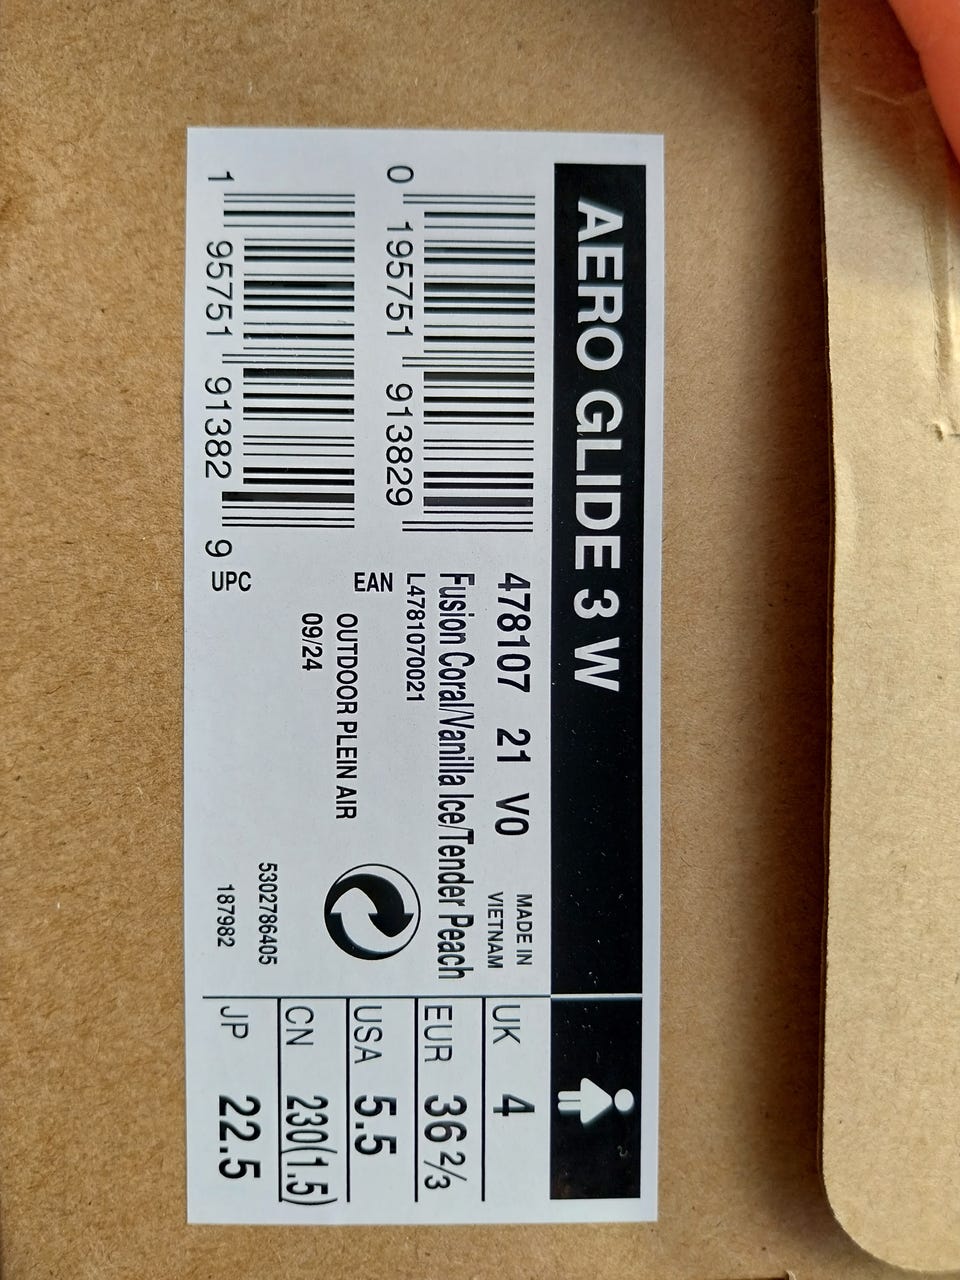 AERO GLIDE 3 W
0 195751 913829
EAN
1 95751 91382 9
UPC
478107 21 V0
MADE IN
VIETNAM
Fusion Coral/Vanilla Ice/Tender Peach
L4781070021
OUTDOOR PLEIN AIR
09/24
5302786405
187982
UK 4
EUR 36 2/3
USA 5.5
CN 230(1.5)
JP 22.5